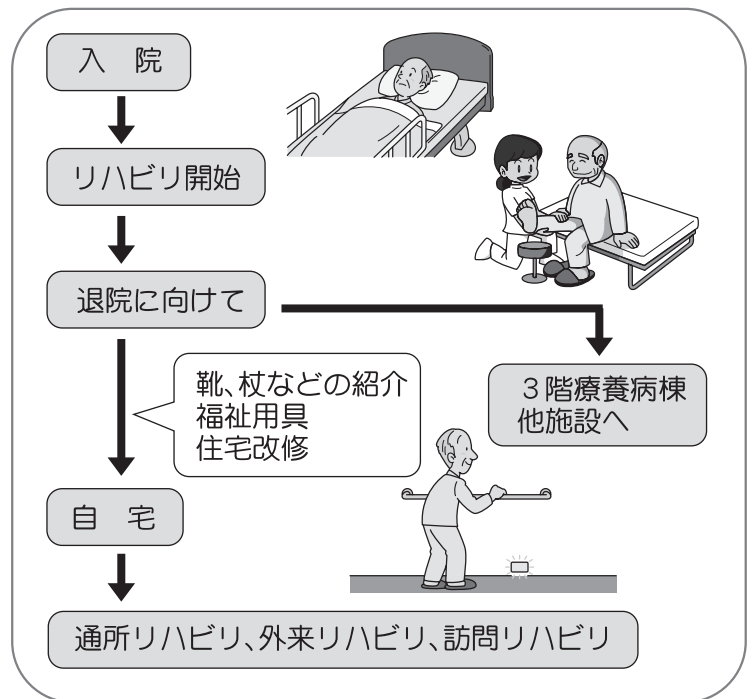 入　院
リハビリ開始
退院に向けて
靴、杖などの紹介
福祉用具
住宅改修
３階療養病棟
他施設へ
自　宅
通所リハビリ、外来リハビリ、訪問リハビリ